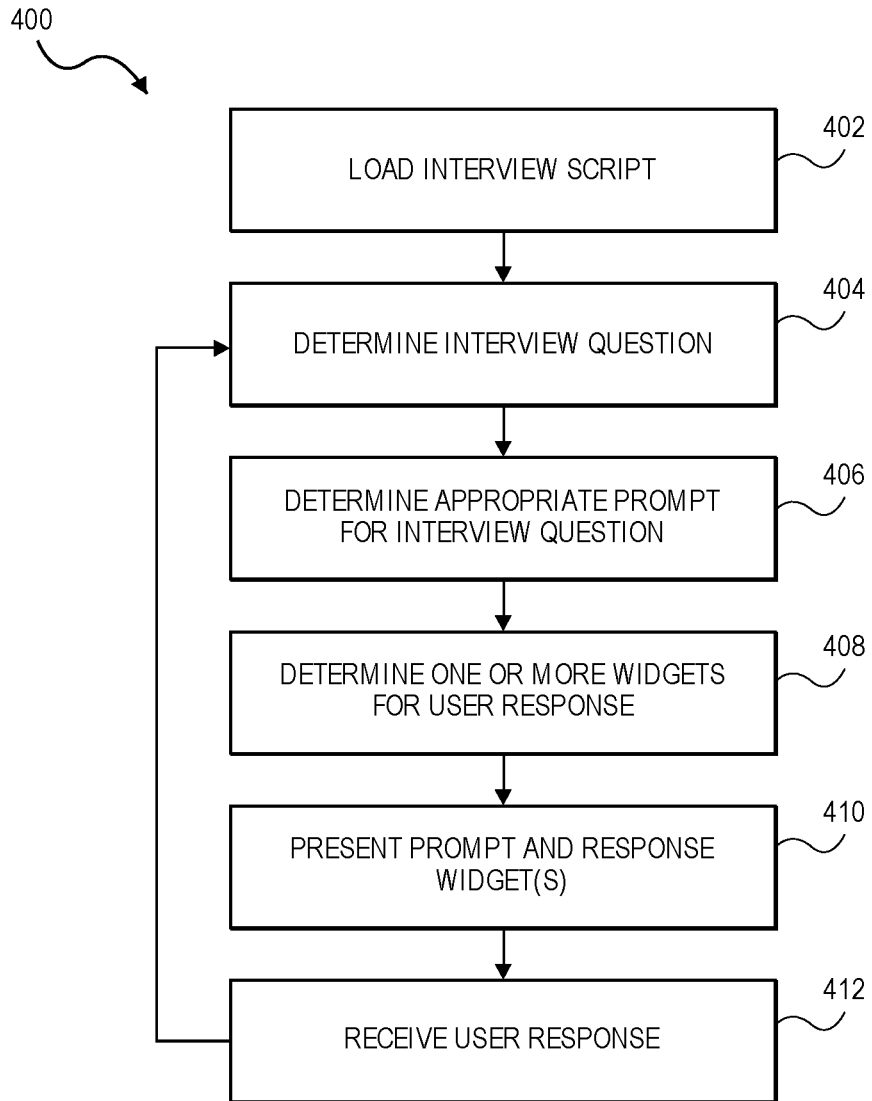 400
402
LOAD INTERVIEW SCRIPT
404
DETERMINE INTERVIEW QUESTION
406
DETERMINE APPROPRIATE PROMPT
FOR INTERVIEW QUESTION
408
DETERMINE ONE OR MORE WIDGETS
FOR USER RESPONSE
410
PRESENT PROMPT AND RESPONSE
WIDGET(S)
412
RECEIVE USER RESPONSE